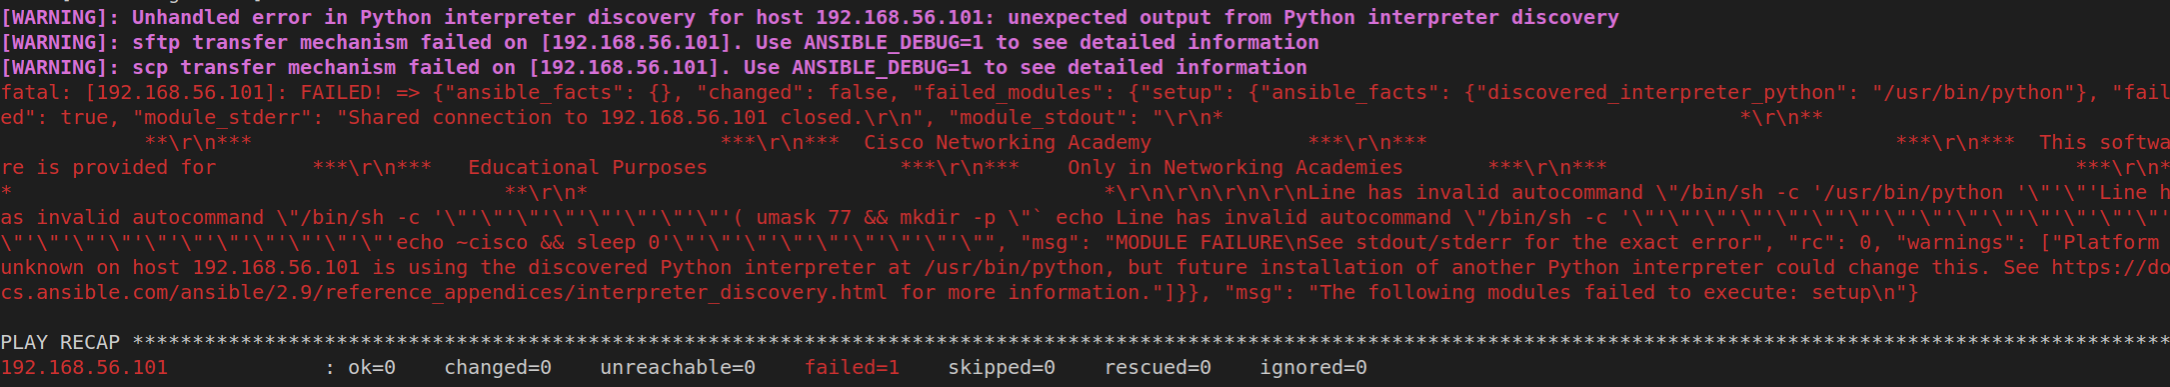 [WARNING]: Unhandled error in Python interpreter discovery for host 192.168.56.101: unexpected output from Python interpreter discovery
[WARNING]: sftp transfer mechanism failed on [192.168.56.101]. Use ANSIBLE_DEBUG=1 to see detailed information
[WARNING]: scp transfer mechanism failed on [192.168.56.101]. Use ANSIBLE_DEBUG=1 to see detailed information
fatal: [192.168.56.101]: FAILED! => {"ansible_facts": {}, "changed": false, "failed_modules": {"setup": {"ansible_facts": {"discovered_interpreter_python": "/usr/bin/python"}, "fail
ed": true, "module_stderr": "Shared connection to 192.168.56.101 closed.\r\n", "module_stdout": "\r\n*                                           *\r\n**
            **\r\n***                                       ***\r\n***  Cisco Networking Academy             ***\r\n***                                       ***\r\n***  This softwa
re is provided for        ***\r\n***   Educational Purposes                ***\r\n***    Only in Networking Academies       ***\r\n***                                       ***\r\n*
*                                         **\r\n*                                           *\r\n\r\n\r\n\r\n\r\nLine has invalid autocommand \"/bin/sh -c '/usr/bin/python '\"'\"'Line h
as invalid autocommand \"/bin/sh -c '\"'\"'\"'\"'\"'\"'\"'\"'( umask 77 && mkdir -p \"` echo Line has invalid autocommand \"/bin/sh -c '\"'\"'\"'\"'\"'\"'\"'\"'\"'\"'\"'\"'\"'\"'\"'
\"'\"'\"'\"'\"'\"'\"'\"'\"'\"'\"'echo ~cisco && sleep 0'\"'\"'\"'\"'\"'\"'\"'\"'\"", "msg": "MODULE FAILURE\nSee stdout/stderr for the exact error", "rc": 0, "warnings": ["Platform
unknown on host 192.168.56.101 is using the discovered Python interpreter at /usr/bin/python, but future installation of another Python interpreter could change this. See https://do
cs.ansible.com/ansible/2.9/reference_appendices/interpreter_discovery.html for more information."]}}, "msg": "The following modules failed to execute: setup\n"}
PLAY RECAP **************************************************************************************************************************************************************************
192.168.56.101             : ok=0    changed=0    unreachable=0    failed=1    skipped=0    rescued=0    ignored=0